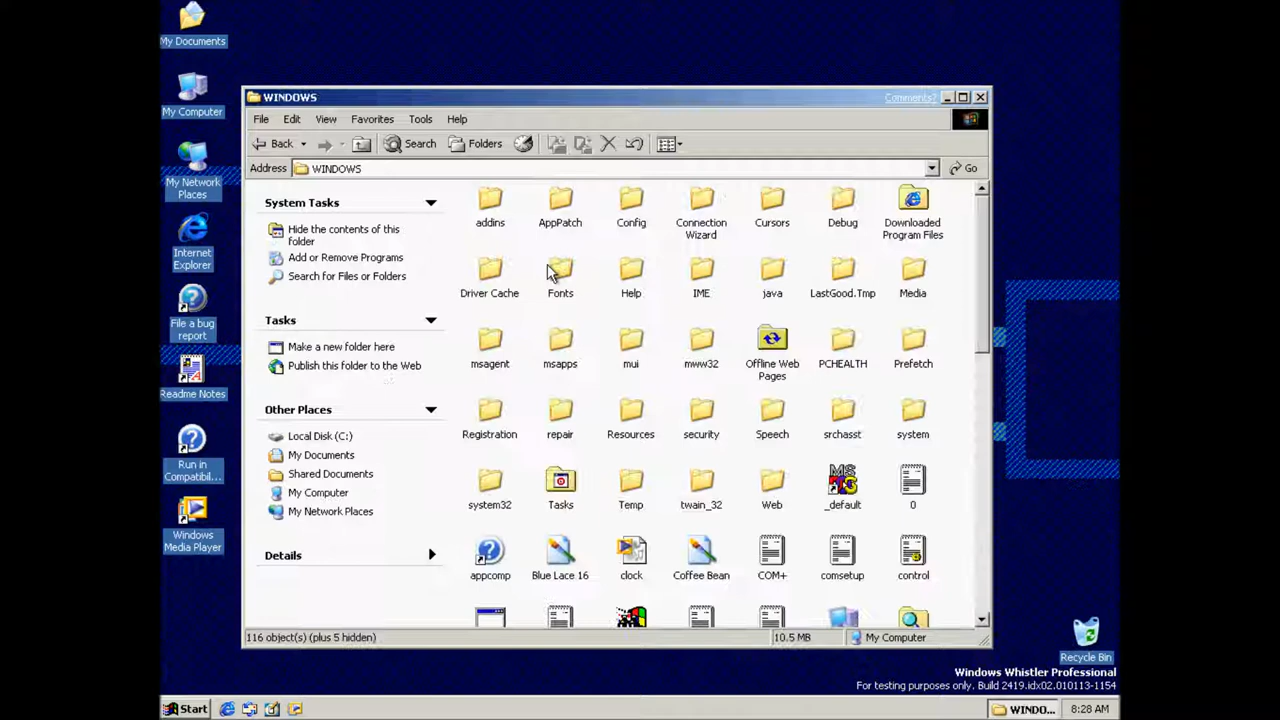 My Documents
My Computer
My Network
Places
Internet
Explorer
File a bug
report
Readme Notes
Run in
Compatibil...
Windows
Media Player
WINDOWS
Comments?
File Edit View Favorites Tools Help
Back Search Folders
Address WINDOWS Go
System Tasks
Hide the contents of this
folder
Add or Remove Programs
Search for Files or Folders
Tasks
Make a new folder here
Publish this folder to the Web
Other Places
Local Disk (C:)
My Documents
Shared Documents
My Computer
My Network Places
Details
addins AppPatch Config Connection Wizard Cursors Debug Downloaded Program Files
Driver Cache Fonts Help IME java LastGood.Tmp Media
msagent msapps mui mww32 Offline Web Pages PCHEALTH Prefetch
Registration repair Resources security Speech srchasst system
system32 Tasks Temp twain_32 Web _default 0
appcomp Blue Lace 16 clock Coffee Bean COM+ comsetup control
116 object(s) (plus 5 hidden) 10.5 MB My Computer
Recycle Bin
Windows Whistler Professional
For testing purposes only. Build 2419.idx02.010113-1154
Start WINDO... 8:28 AM